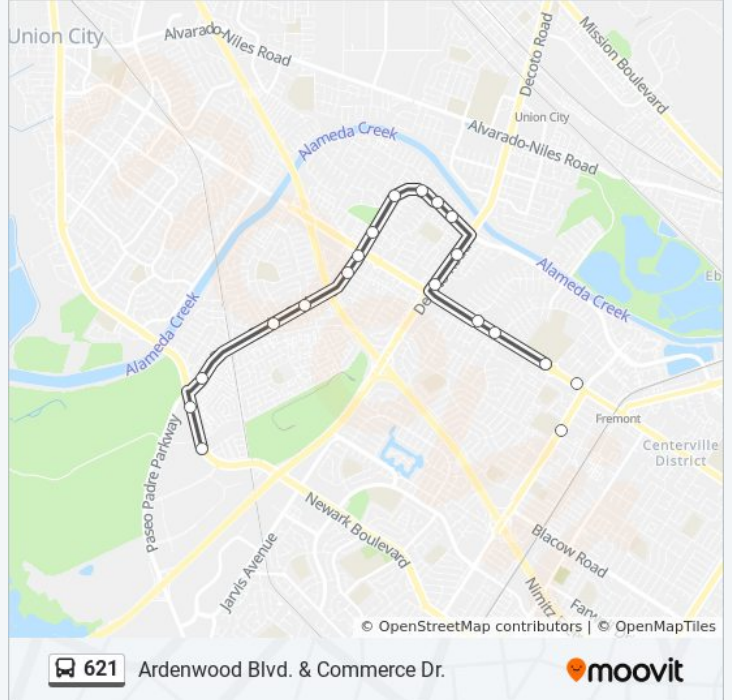 Union City
Alvarado-Niles Road
Decoto Road
Mission Boulevard
Union City
Alameda Creek
Alvarado-Niles Road
Alameda Creek
Alameda Creek
Paseo Padre Parkway
Fremont
Centerville
District
Newark Boulevard
Jarvis Avenue
Blacow Road
© OpenStreetMap contributors | © OpenMapTiles
621 Ardenwood Blvd. & Commerce Dr.
moovit